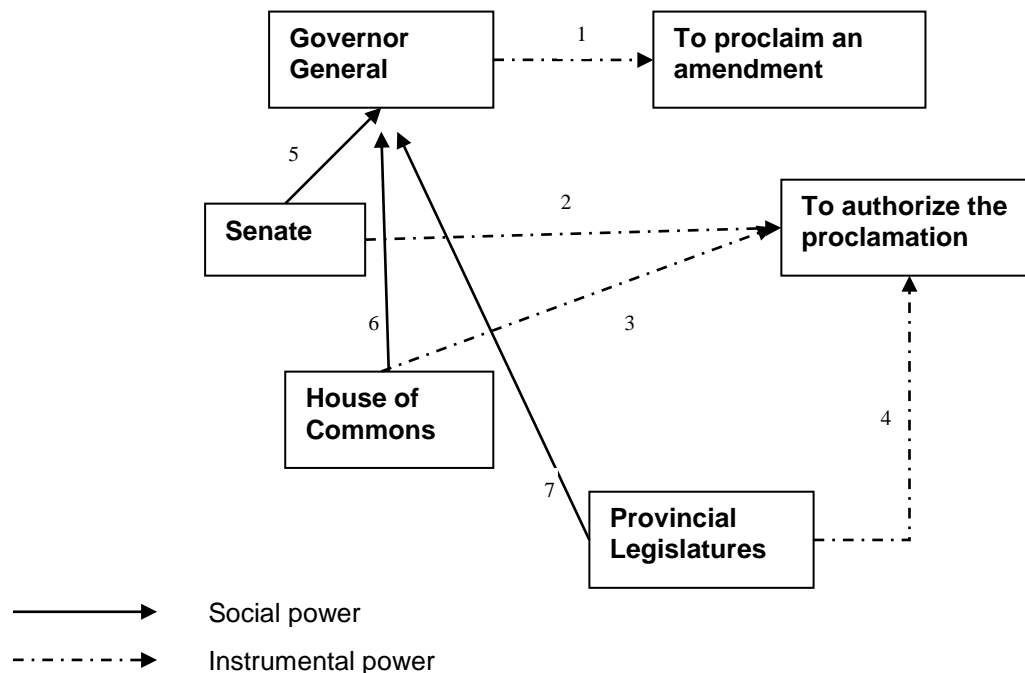 Governor
General
1
To proclaim an
amendment
5
Senate
2
To authorize the
proclamation
6
3
House of
Commons
4
7
Provincial
Legislatures
Social power
Instrumental power